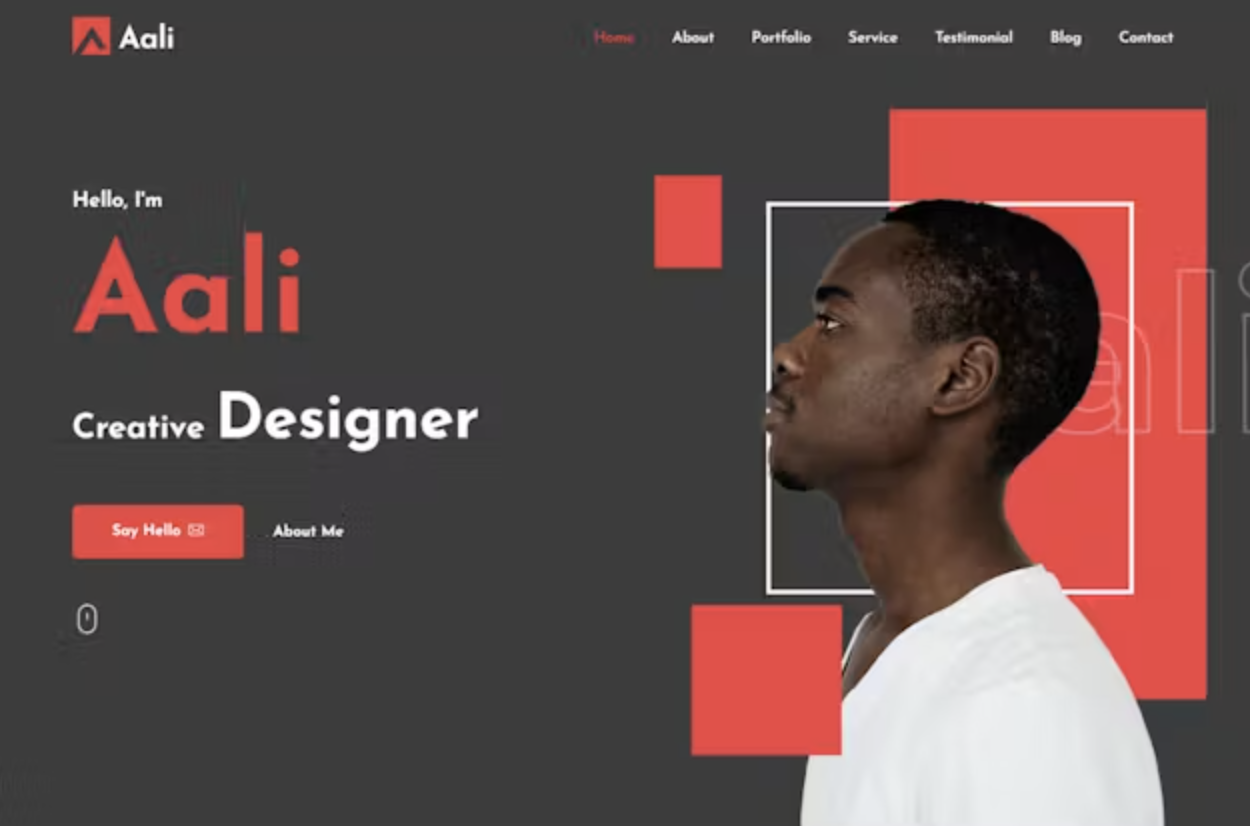 Aali
Home About Portfolio Service Testimonial Blog Contact
Hello, I'm
Aali
Creative Designer
Say Hello
About Me
ali